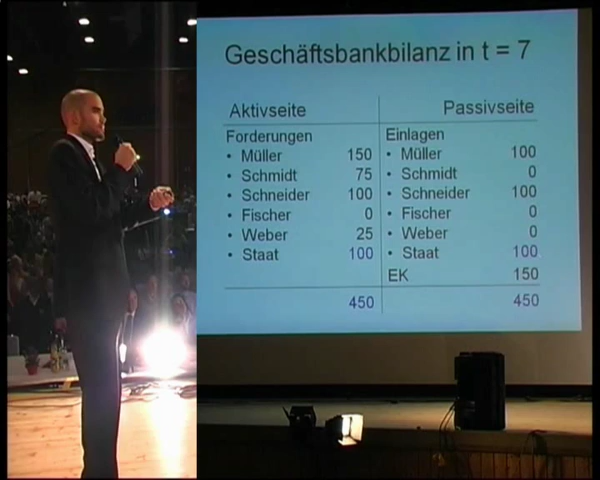 Geschäftsbankbilanz in t = 7
Aktivseite Passivseite
Forderungen Einlagen
• Müller 150 • Müller 100
• Schmidt 75 • Schmidt 0
• Schneider 100 • Schneider 100
• Fischer 0 • Fischer 0
• Weber 25 • Weber 0
• Staat 100 • Staat 100
EK 150
450 450